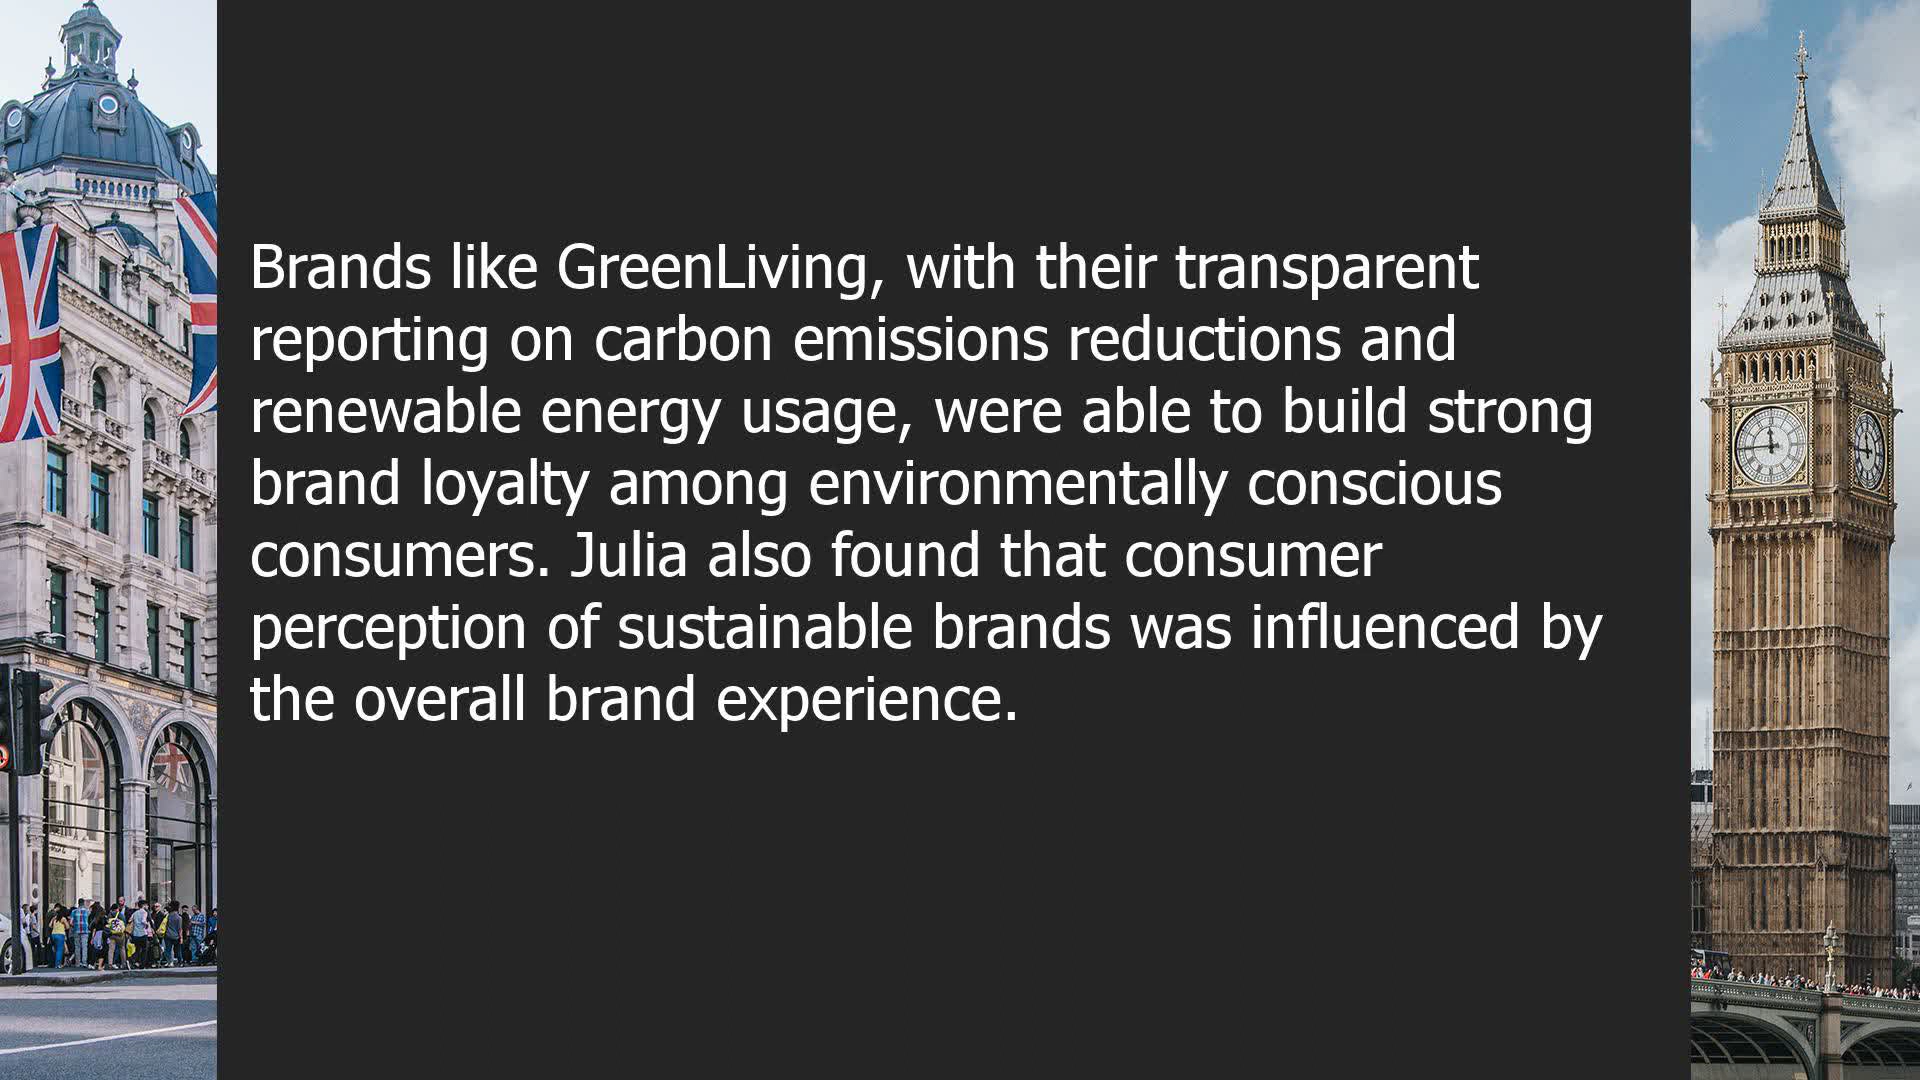 Brands like GreenLiving, with their transparent
reporting on carbon emissions reductions and
renewable energy usage, were able to build strong
brand loyalty among environmentally conscious
consumers. Julia also found that consumer
perception of sustainable brands was influenced by
the overall brand experience.